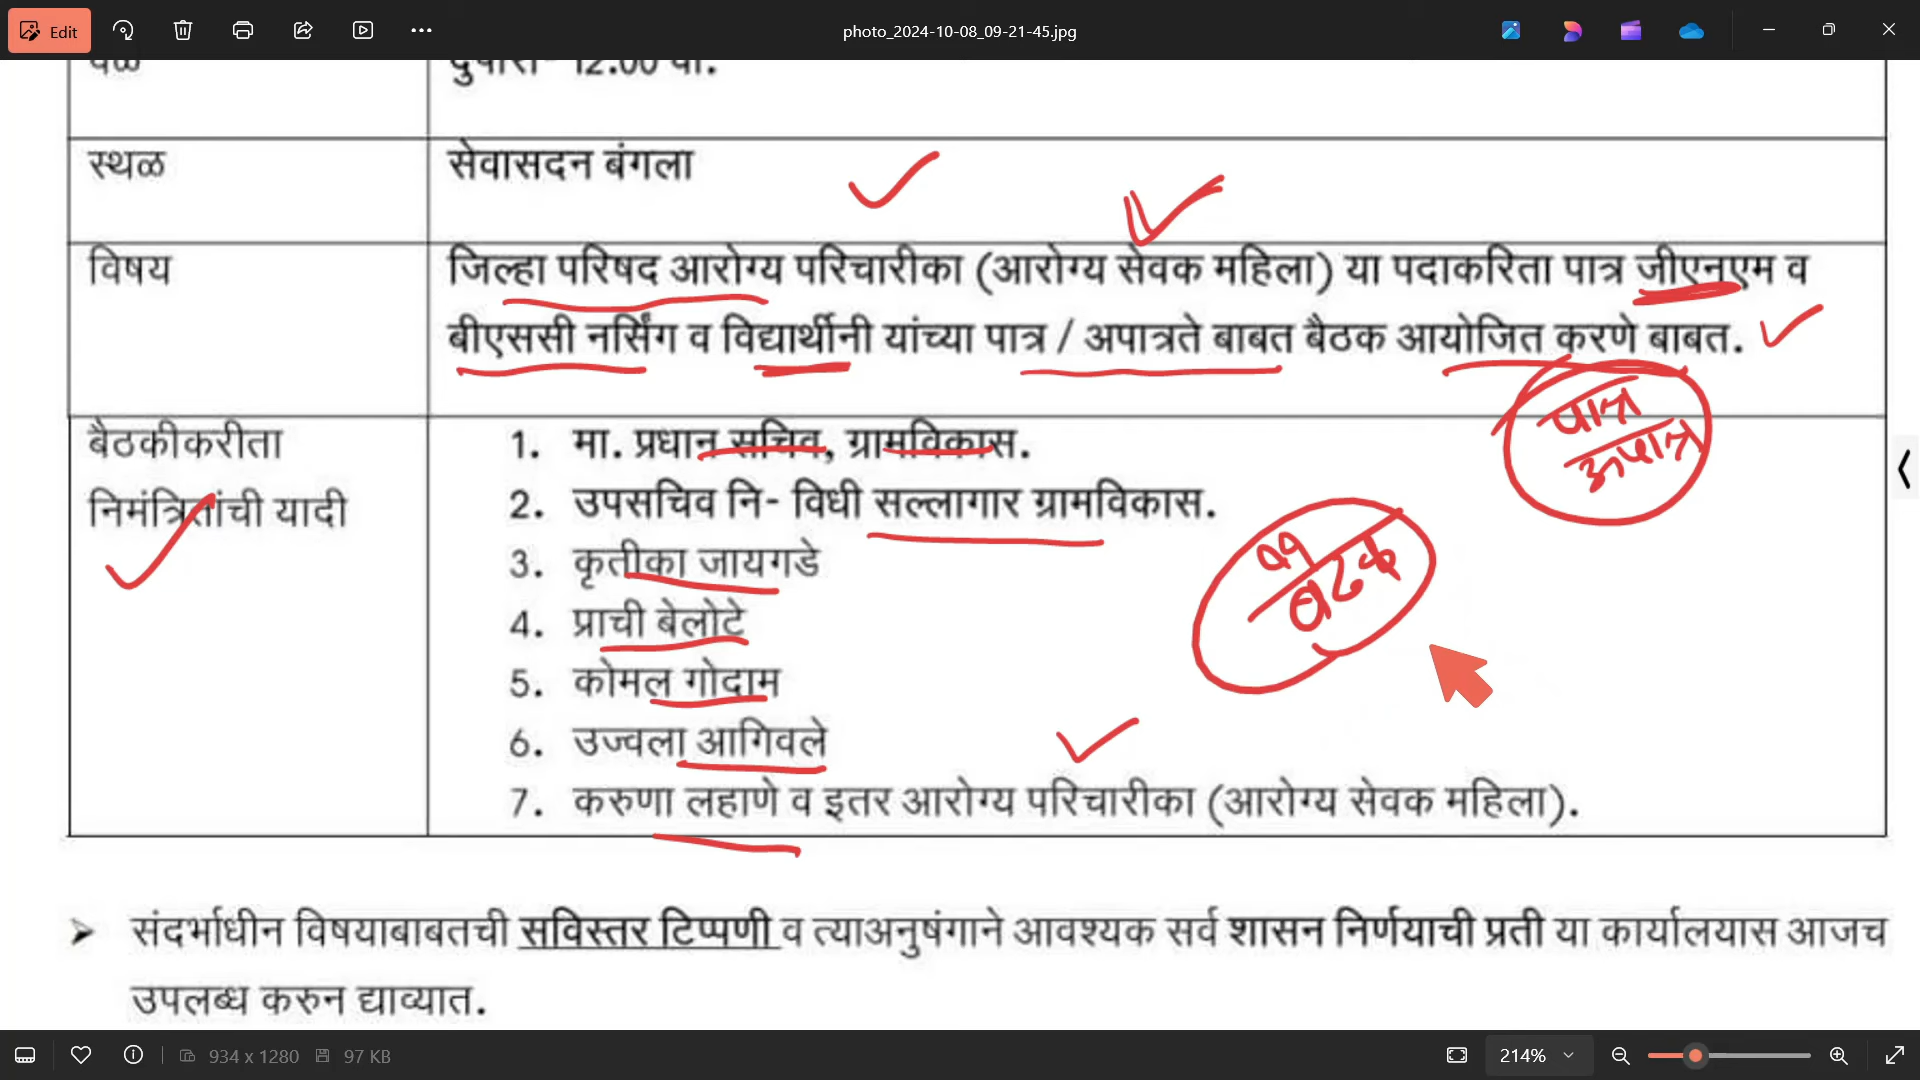 Edit
photo_2024-10-08_09-21-45.jpg
वेळ
दुपारी- 12.00 वा.
स्थळ
सेवासदन बंगला
विषय
जिल्हा परिषद आरोग्य परिचारीका (आरोग्य सेवक महिला) या पदाकरिता पात्र जीएनएम व
बीएससी नर्सिंग व विद्यार्थीनी यांच्या पात्र / अपात्रते बाबत बैठक आयोजित करणे बाबत.
पात्र
अपात्र
बैठकीकरीता
निमंत्रितांची यादी
1. मा. प्रधान सचिव, ग्रामविकास.
2. उपसचिव नि- विधी सल्लागार ग्रामविकास.
3. कृतीका जायगडे
4. प्राची बेलोटे
5. कोमल गोदाम
6. उज्वला आगिवले
7. करुणा लहाणे व इतर आरोग्य परिचारीका (आरोग्य सेवक महिला).
➤ संदर्भाधीन विषयाबाबतची सविस्तर टिप्पणी व त्याअनुषंगाने आवश्यक सर्व शासन निर्णयाची प्रती या कार्यालयास आजच
उपलब्ध करुन द्याव्यात.
934 x 1280
97 KB
214%